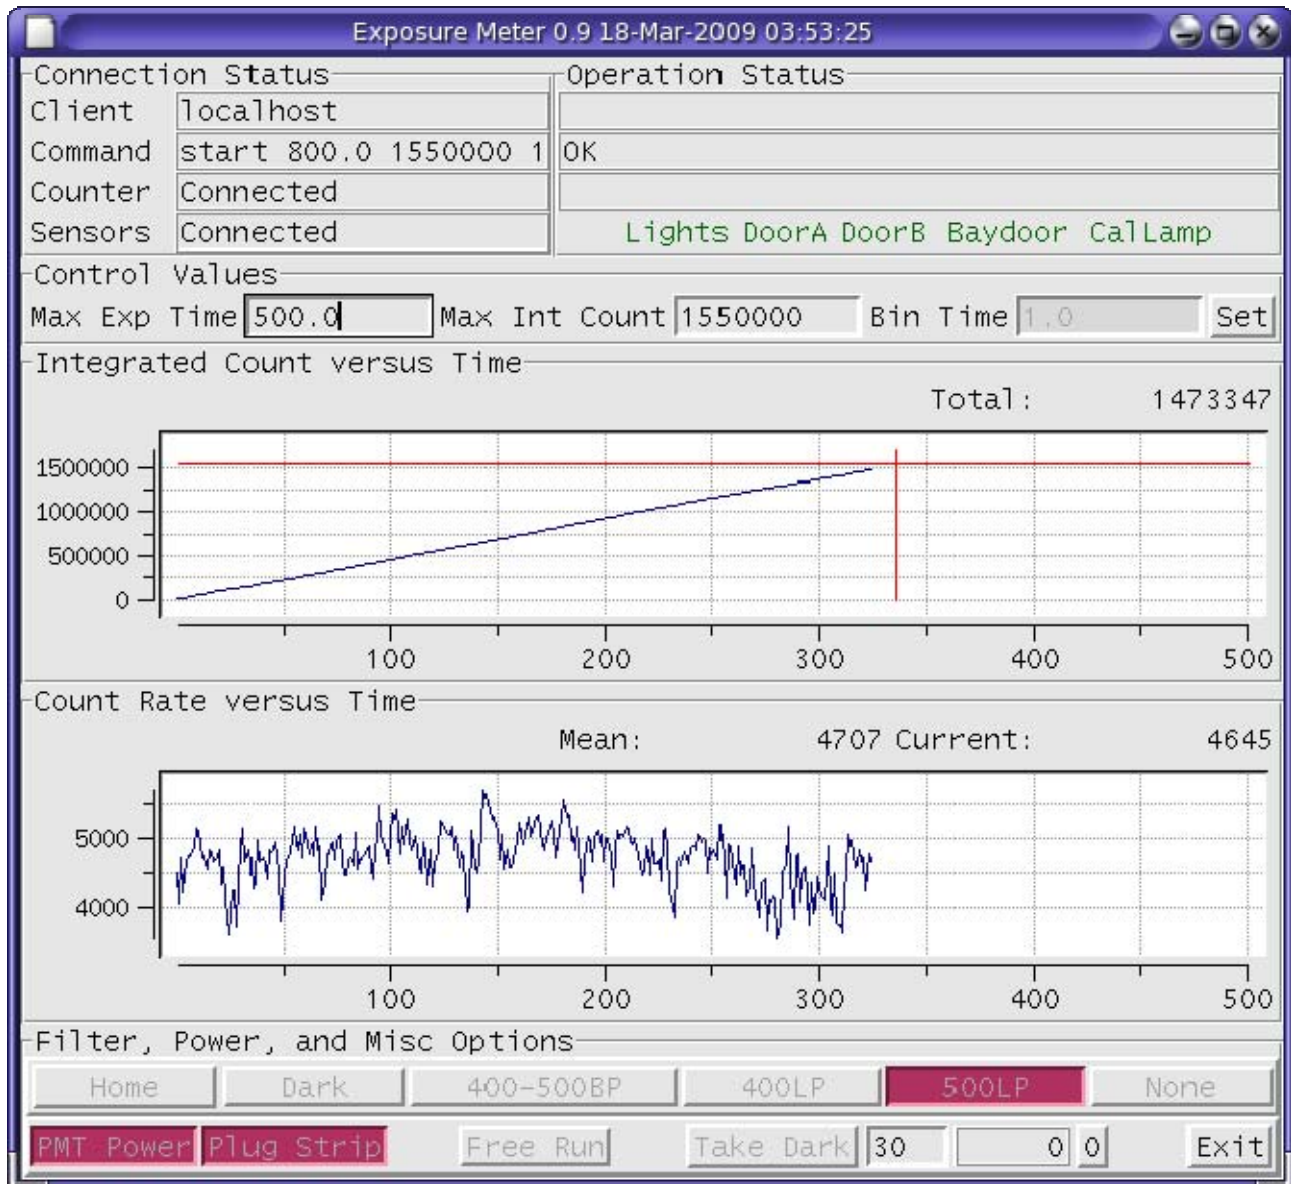 Exposure Meter 0.9 18-Mar-2009 03:53:25
Connection Status Operation Status
Client localhost
Command start 800.0 1550000 1 OK
Counter Connected
Sensors Connected Lights DoorA DoorB Baydoor CalLamp
Control Values
Max Exp Time 500.0 Max Int Count 1550000 Bin Time 1.0 Set
Integrated Count versus Time
Total: 1473347
1500000
1000000
500000
0
100 200 300 400 500
Count Rate versus Time
Mean: 4707 Current: 4645
5000
4000
100 200 300 400 500
Filter, Power, and Misc Options
Home Dark 400-500BP 400LP 500LP None
PMT Power Plug Strip Free Run Take Dark 30 0 0 Exit